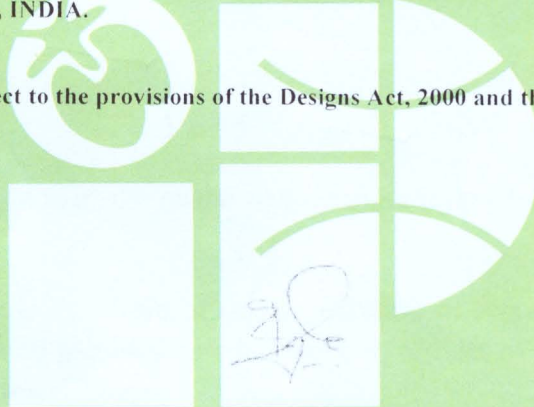 , INDIA.
ect to the provisions of the Designs Act, 2000 and th